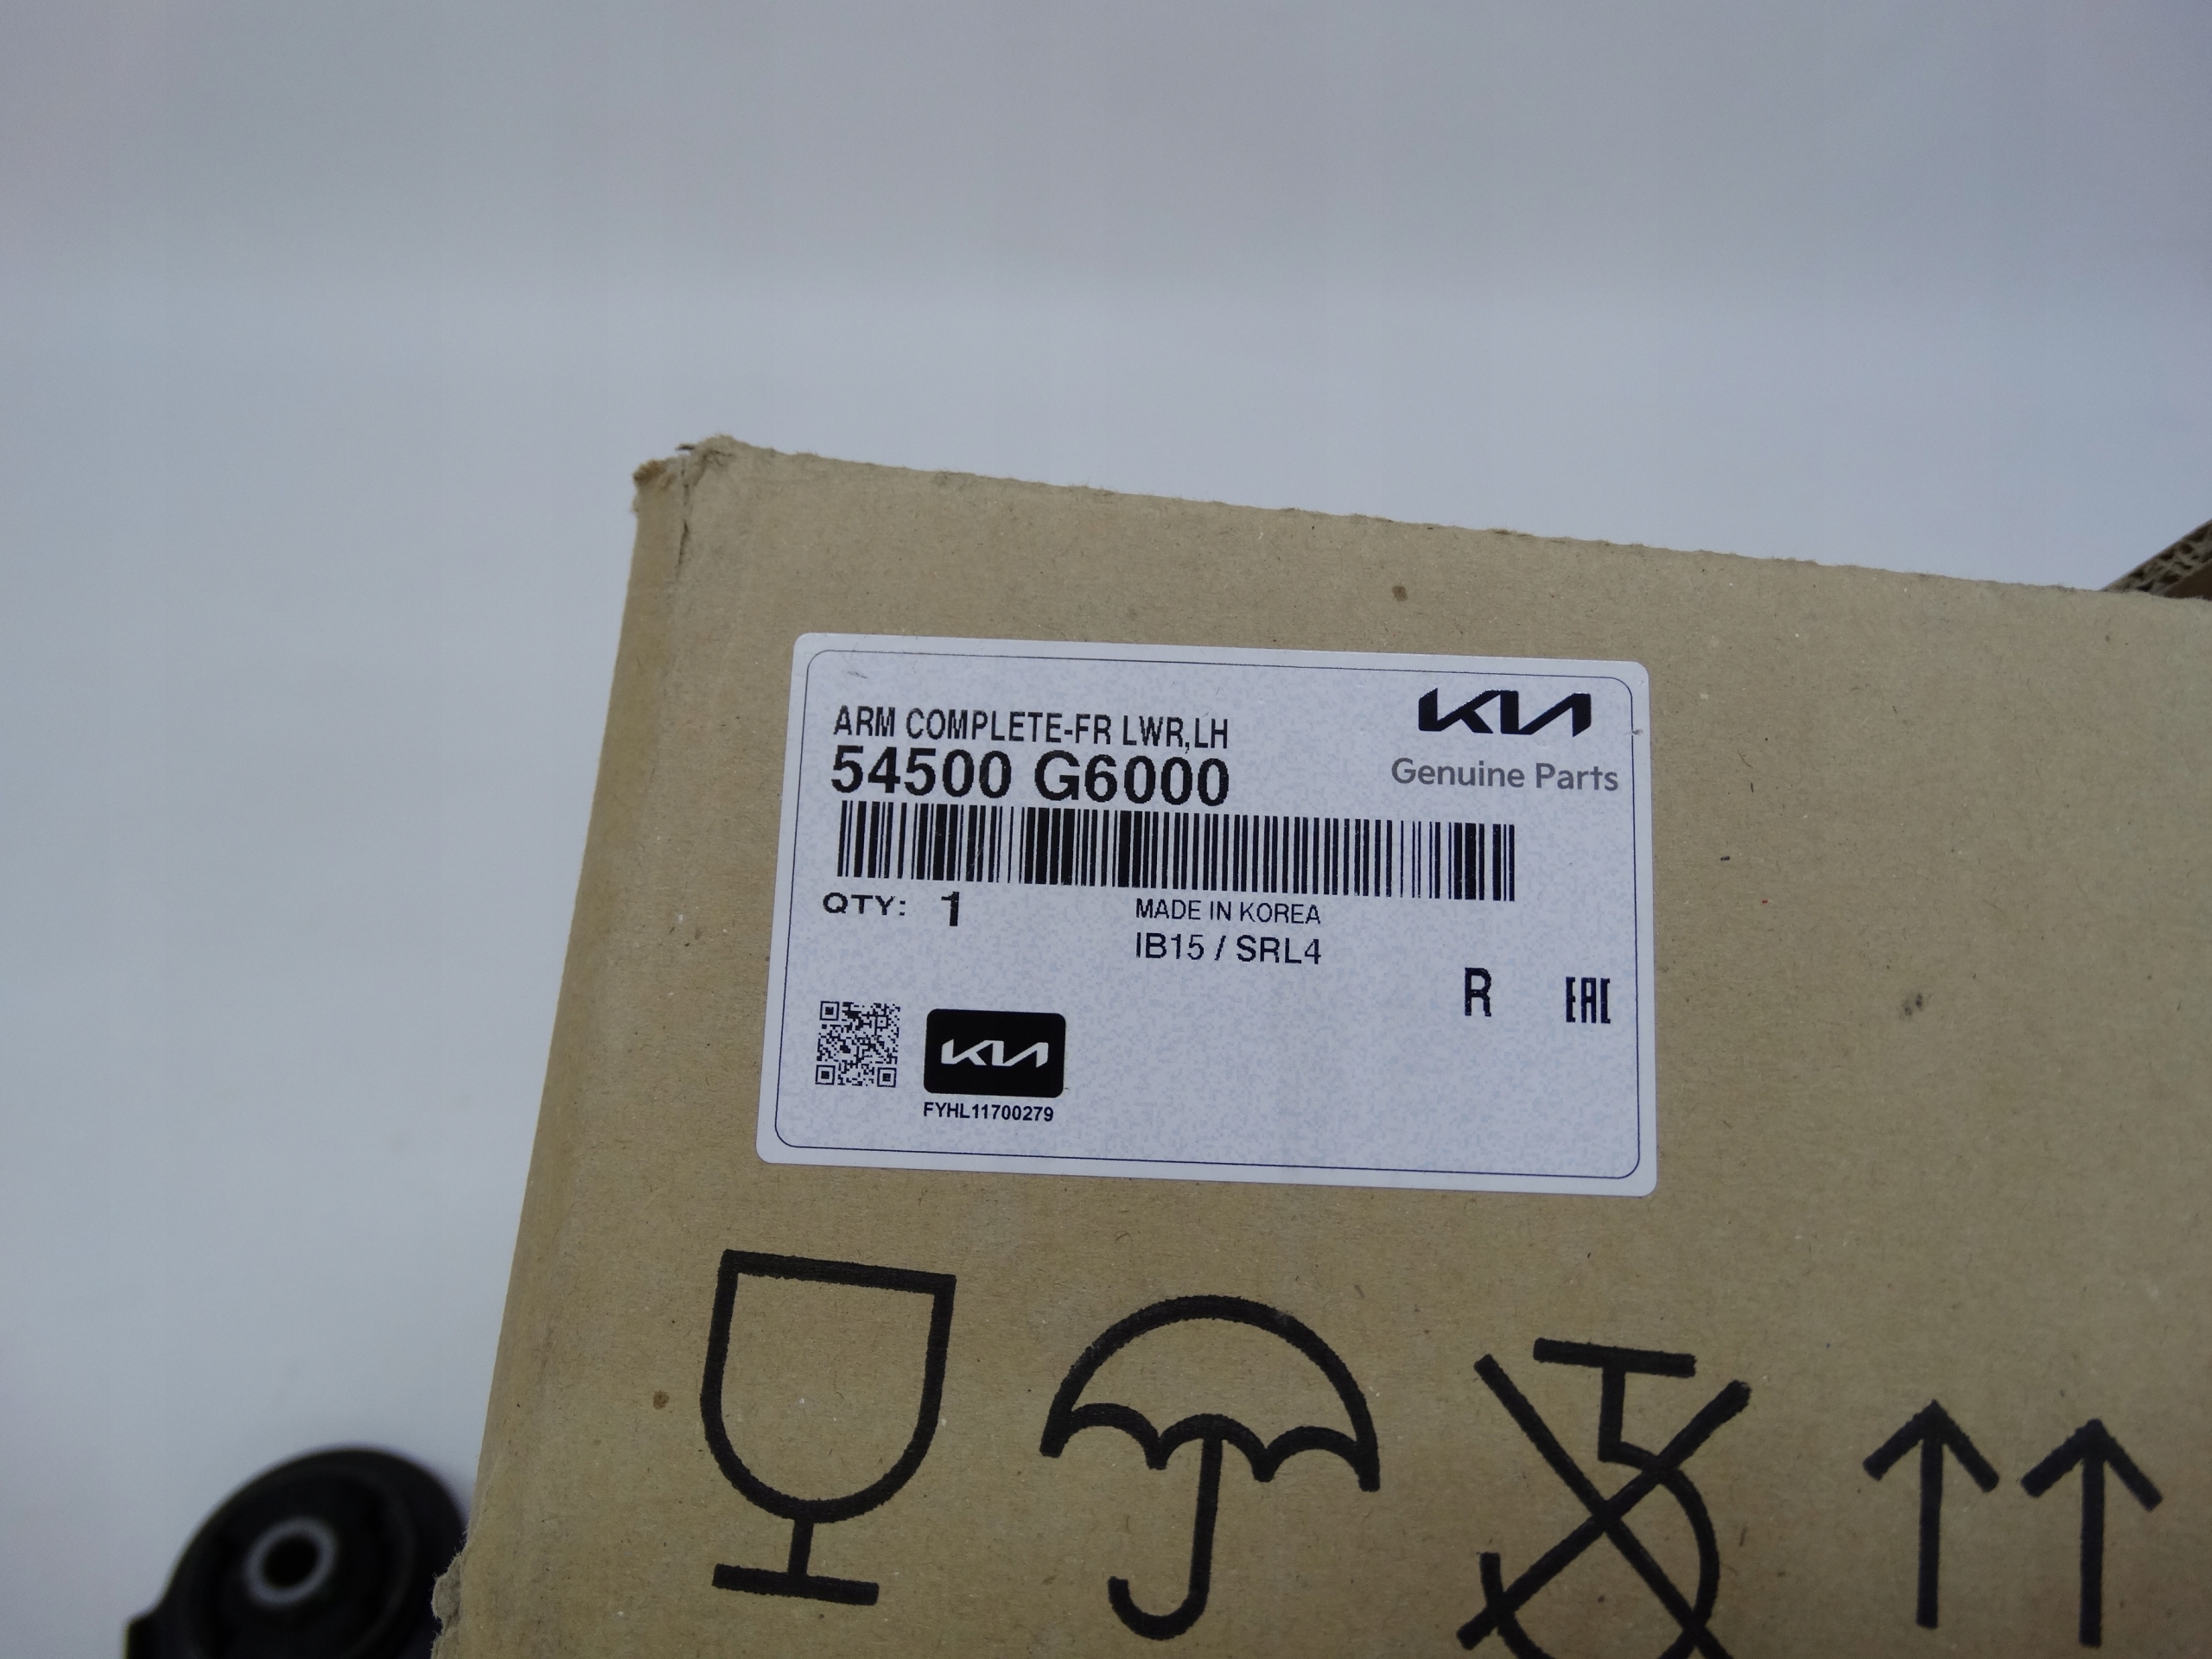 KIA
Genuine Parts
ARM COMPLETE-FR LWR,LH
54500 G6000
QTY: 1
MADE IN KOREA
IB15 / SRL4
R
EAC
KIA
FYHL11700279